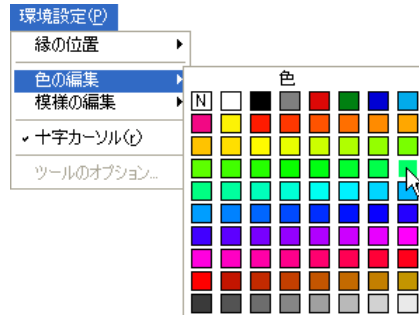 環境設定(P)
縁の位置
色の編集
模様の編集
十字カーソル(r)
ツールのオプション...
色
N